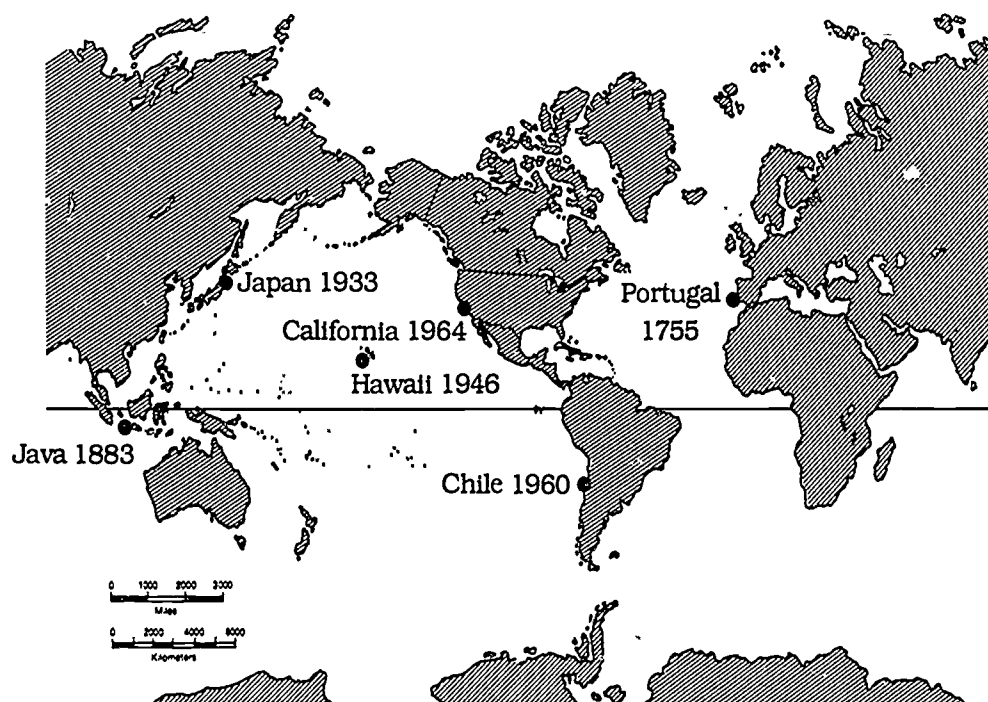 Japan 1933
Portugal
1755
California 1964
Hawaii 1946
Java 1883
Chile 1960
0 1000 2000 3000
Miles
0 2000 4000 6000
Kilometers